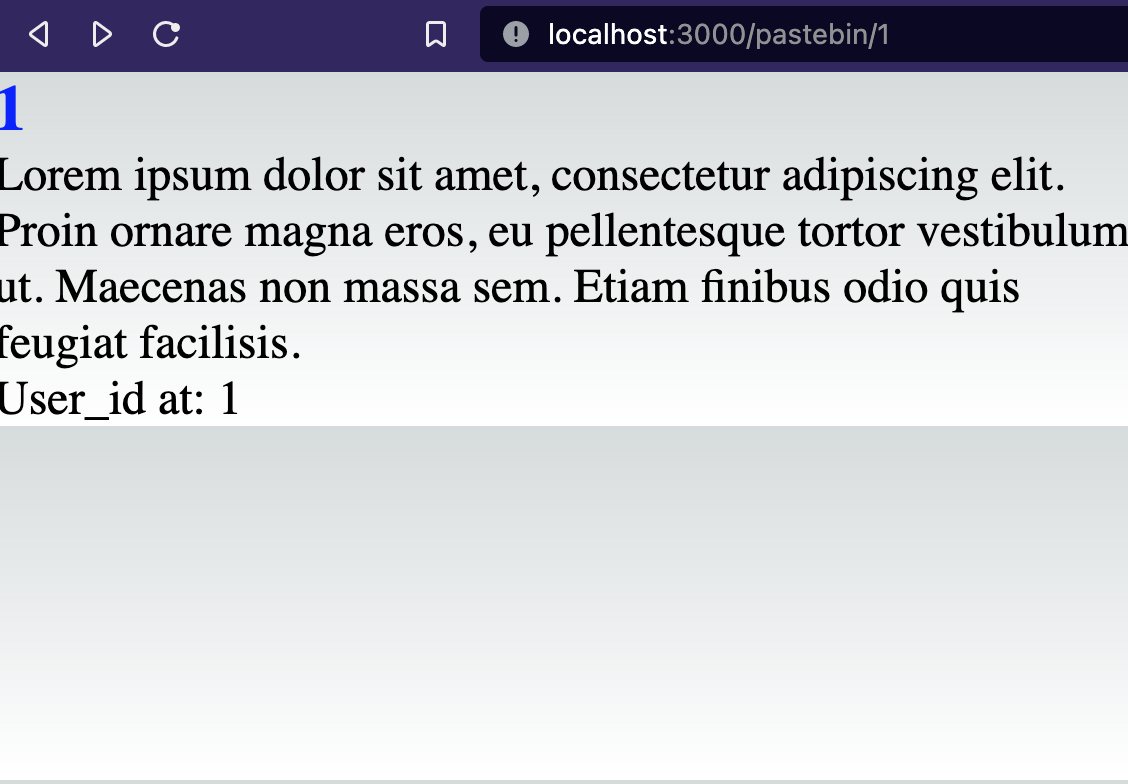 localhost:3000/pastebin/1
1
Lorem ipsum dolor sit amet, consectetur adipiscing elit.
Proin ornare magna eros, eu pellentesque tortor vestibulum
ut. Maecenas non massa sem. Etiam finibus odio quis
feugiat facilisis.
User_id at: 1